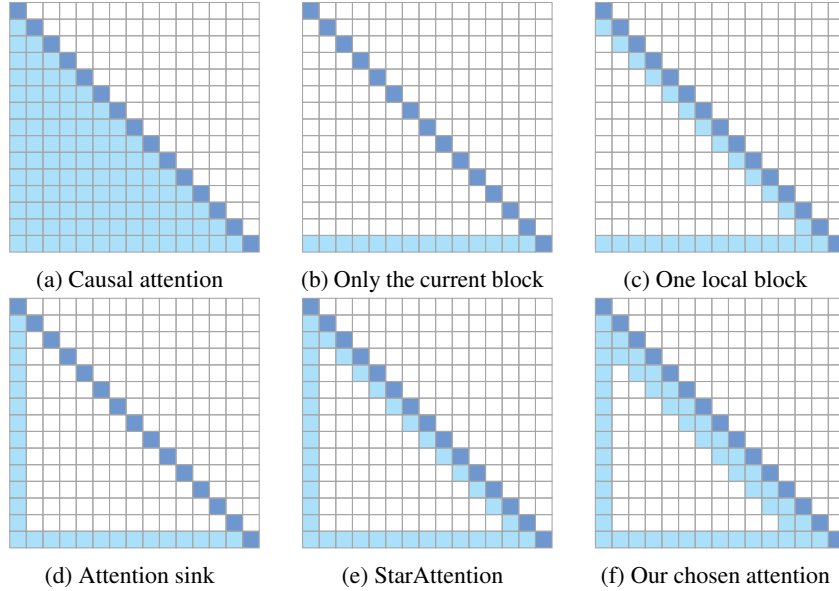 (a) Causal attention
(b) Only the current block
(c) One local block
(d) Attention sink
(e) StarAttention
(f) Our chosen attention